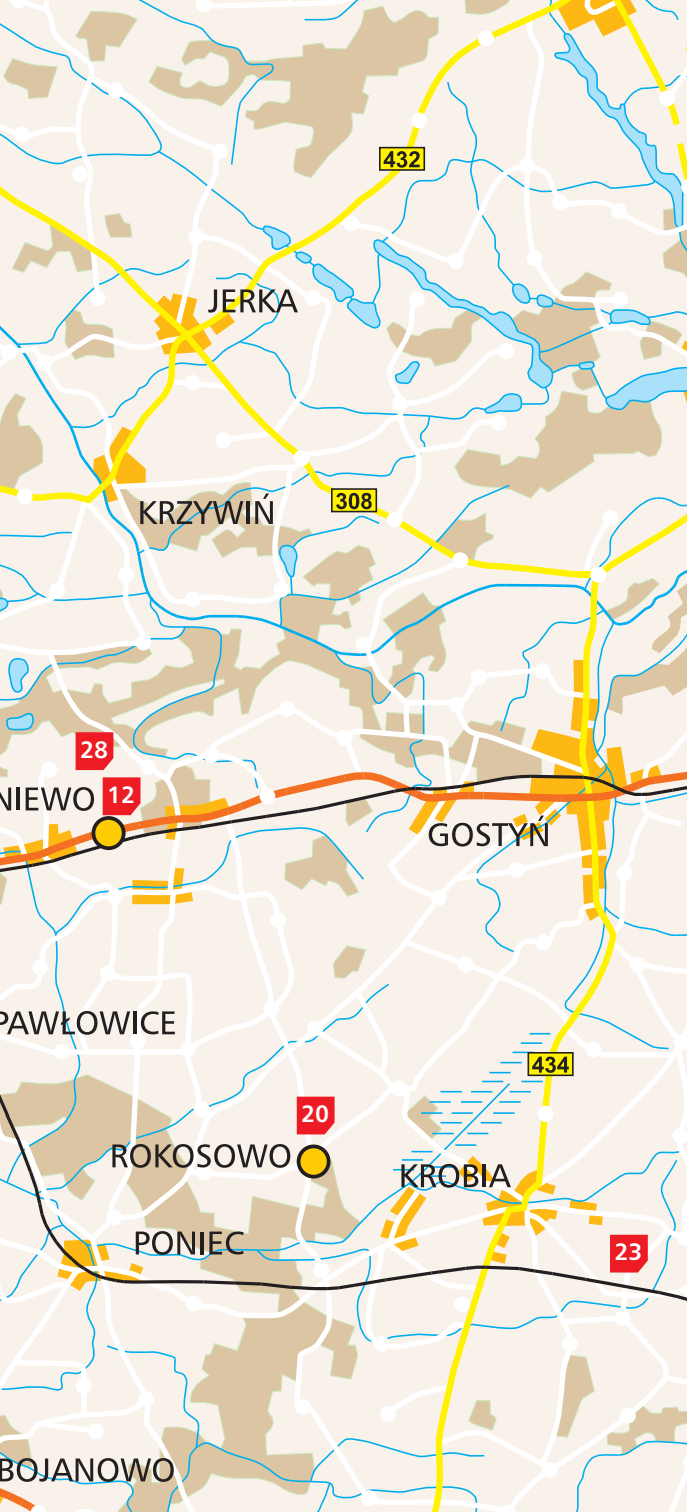 432
JERKA
308
KRZYWIŃ
28
NIEWO
12
GOSTYŃ
PAWŁOWICE
434
20
ROKOSOWO
KROBIA
PONIEC
23
BOJANOWO